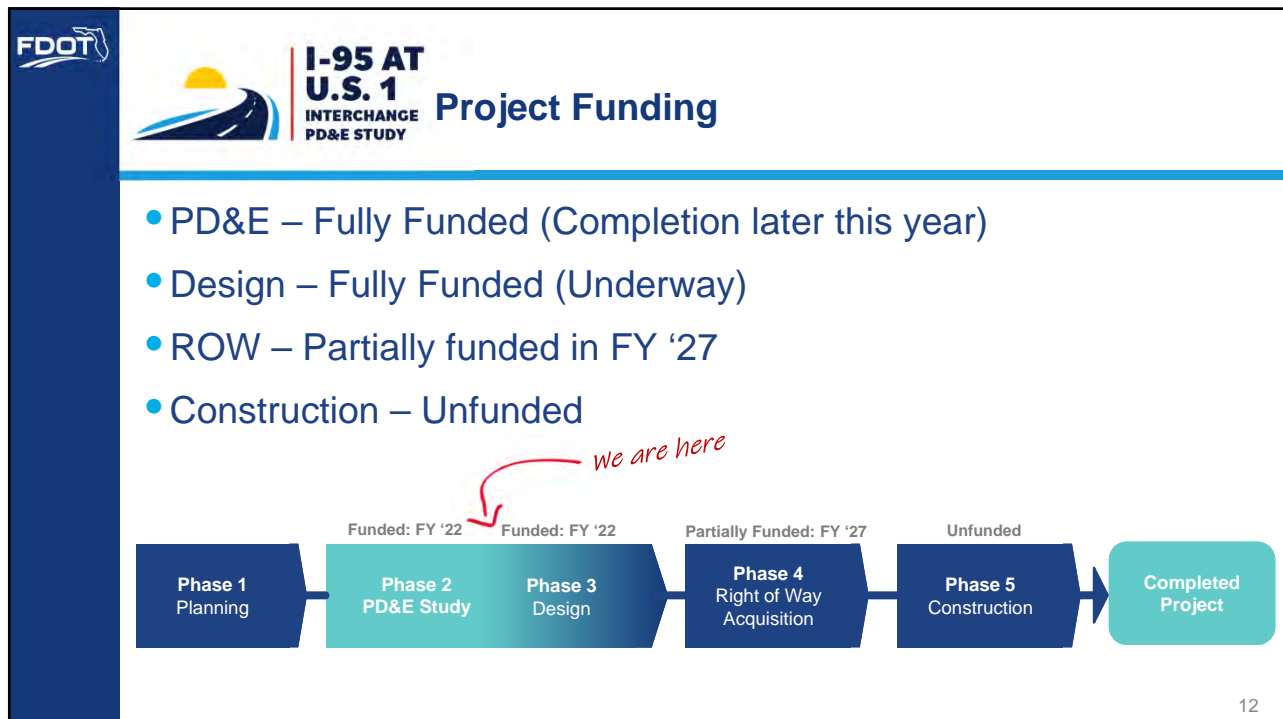 FDOT
I-95 AT
U.S. 1
INTERCHANGE
PD&E STUDY
Project Funding
• PD&E – Fully Funded (Completion later this year)
• Design – Fully Funded (Underway)
• ROW – Partially funded in FY ‘27
• Construction – Unfunded
We are here
Funded: FY ‘22
Funded: FY ‘22
Partially Funded: FY ‘27
Unfunded
Phase 1
Planning
Phase 2
PD&E Study
Phase 3
Design
Phase 4
Right of Way
Acquisition
Phase 5
Construction
Completed
Project
12